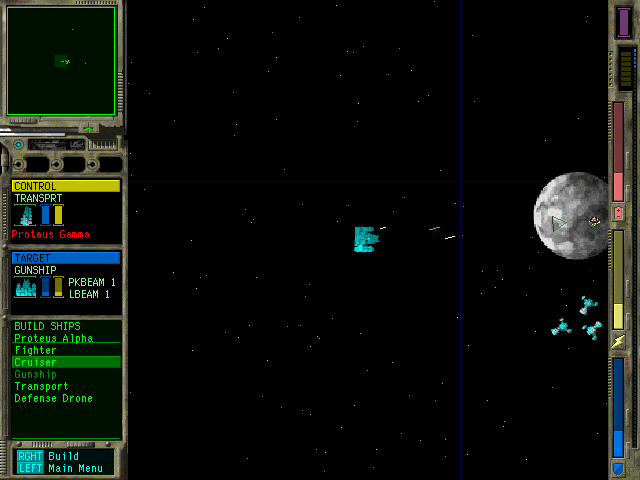 CONTROL
TRANSPRT
Proteus Gamma
TARGET
GUNSHIP
PKBEAM 1
LBEAM 1
BUILD SHIPS
Proteus Alpha
Fighter
Cruiser
Gunship
Transport
Defense Drone
RGHT Build
LEFT Main Menu